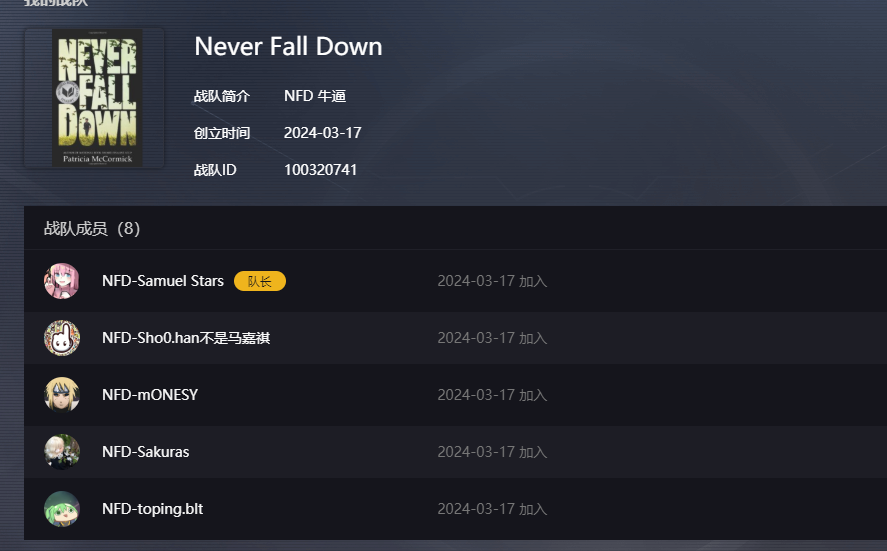 我的战队
NEVER
FALL
DOWN
Patricia McCormick
Never Fall Down
战队简介 NFD 牛逼
创立时间 2024-03-17
战队ID 100320741
战队成员（8）
NFD-Samuel Stars 队长 2024-03-17 加入
NFD-Sho0.han不是马嘉祺 2024-03-17 加入
NFD-mONESY 2024-03-17 加入
NFD-Sakuras 2024-03-17 加入
NFD-toping.blt 2024-03-17 加入